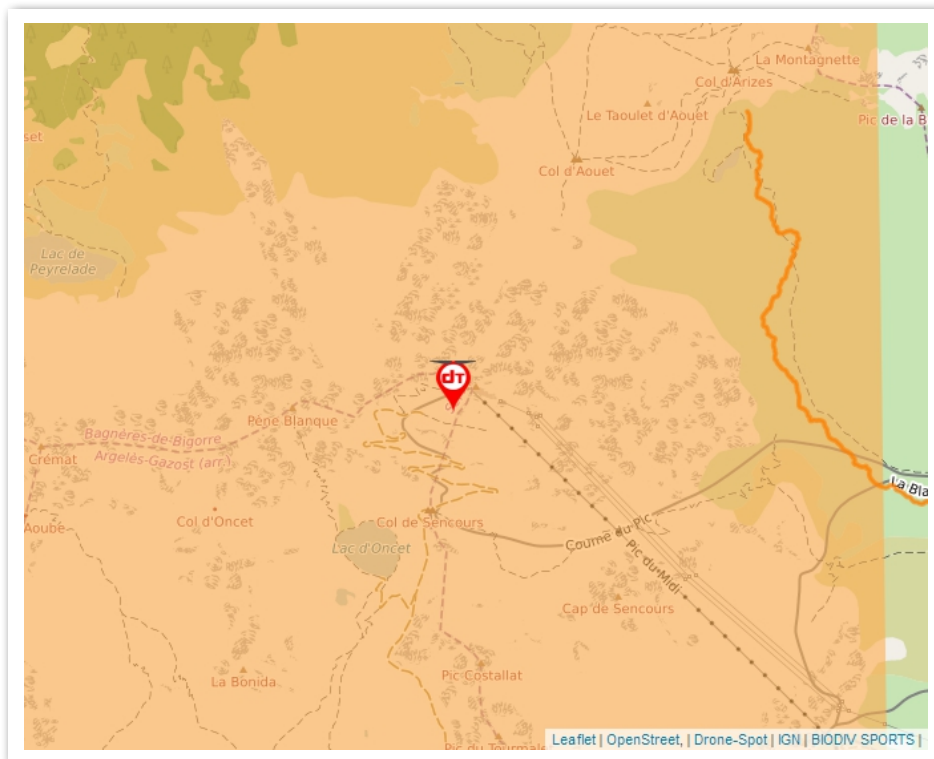 La Montagnette
Col d'Arizes
Le Taoulet d'Aouet
Pic de la B
set
Col d'Aouet
Lac de
Peyrelade
dT
Pène Blanque
Bagnères-de-Bigorre
Argelès-Gazost (arr.)
Crémat
La Bla
Aoube
Col d'Oncet
Col de Sencours
Lac d'Oncet
Coume du Pic
Pic du Midi
Cap de Sencours
La Bonida
Pic Costallat
Pic du Tourmale
Leaflet | OpenStreet, | Drone-Spot | IGN | BIODIV SPORTS |